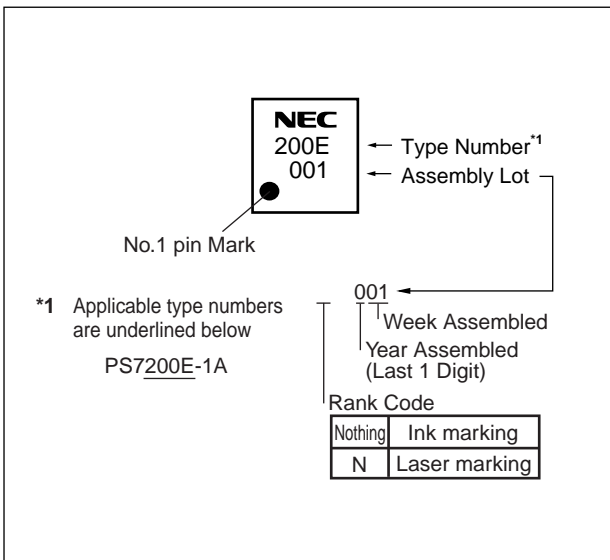 NEC
200E
001
Type Number*1
Assembly Lot
No.1 pin Mark
*1 Applicable type numbers
are underlined below
PS7200E-1A
001
Week Assembled
Year Assembled
(Last 1 Digit)
Rank Code
Nothing Ink marking
N Laser marking